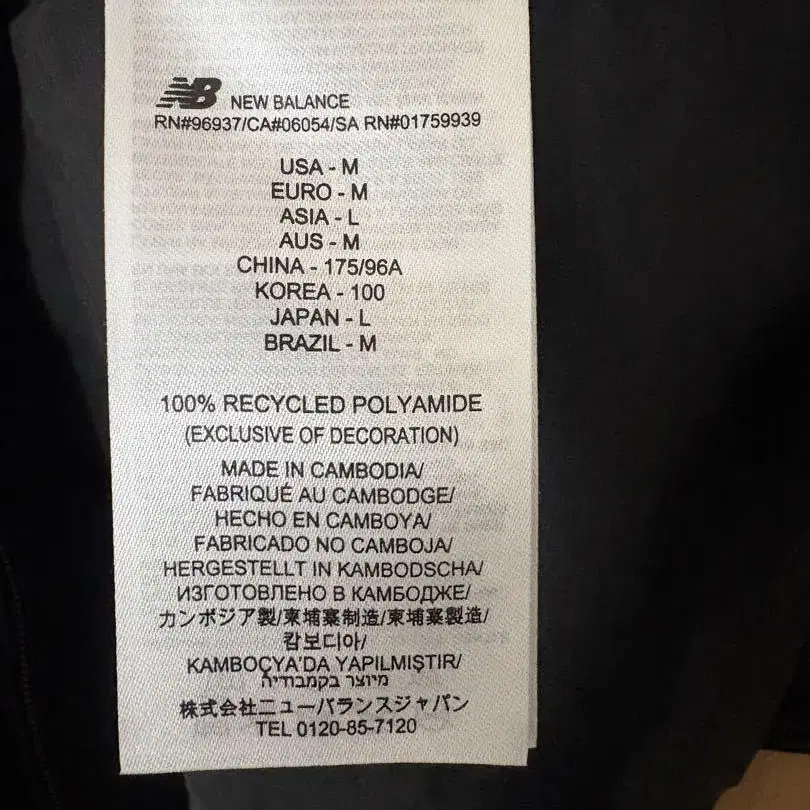 NB NEW BALANCE
RN#96937/CA#06054/SA RN#01759939
USA - M
EURO - M
ASIA - L
AUS - M
CHINA - 175/96A
KOREA - 100
JAPAN - L
BRAZIL - M
100% RECYCLED POLYAMIDE
(EXCLUSIVE OF DECORATION)
MADE IN CAMBODIA/
FABRIQUÉ AU CAMBODGE/
HECHO EN CAMBOYA/
FABRICADO NO CAMBOJA/
HERGESTELLT IN KAMBODSCHA/
ИЗГОТОВЛЕНО В КАМБОДЖЕ/
カンボジア製/柬埔寨制造/柬埔寨製造/
캄보디아/
KAMBOÇYA'DA YAPILMIŞTIR/
מיוצר בקמבודיה
株式会社ニューバランスジャパン
TEL 0120-85-7120